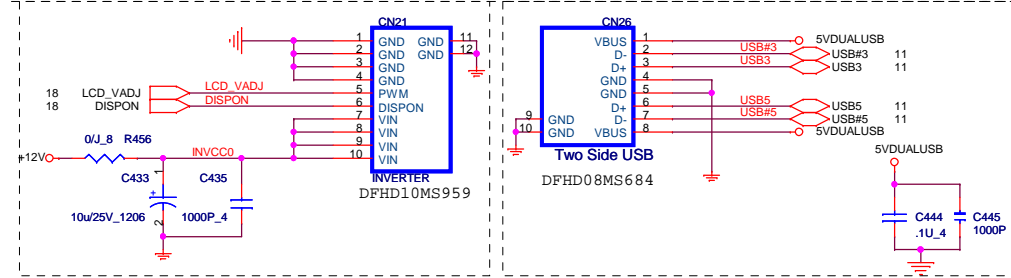 CN21
1 GND GND 11
2 GND GND 12
3 GND
4 GND
18 LCD_VADJ LCD_VADJ 5 PWM
18 DISPON DISPON 6 DISPON
7 VIN
8 VIN
9 VIN
+12V 0/J_8 R456 INVCC0 10 VIN
INVERTER
DFHD10MS959
C433 1 C435
+
10u/25V_1206 2 1000P_4
CN26
VBUS 1 5VDUALUSB
D- 2 USB#3 USB#3 11
D+ 3 USB3 USB3 11
GND 4
GND 5
D+ 6 USB5 USB5 11
9 GND D- 7 USB#5 USB#5 11
10 GND VBUS 8 5VDUALUSB
Two Side USB
DFHD08MS684
5VDUALUSB
C444 C445
.1U_4 1000P